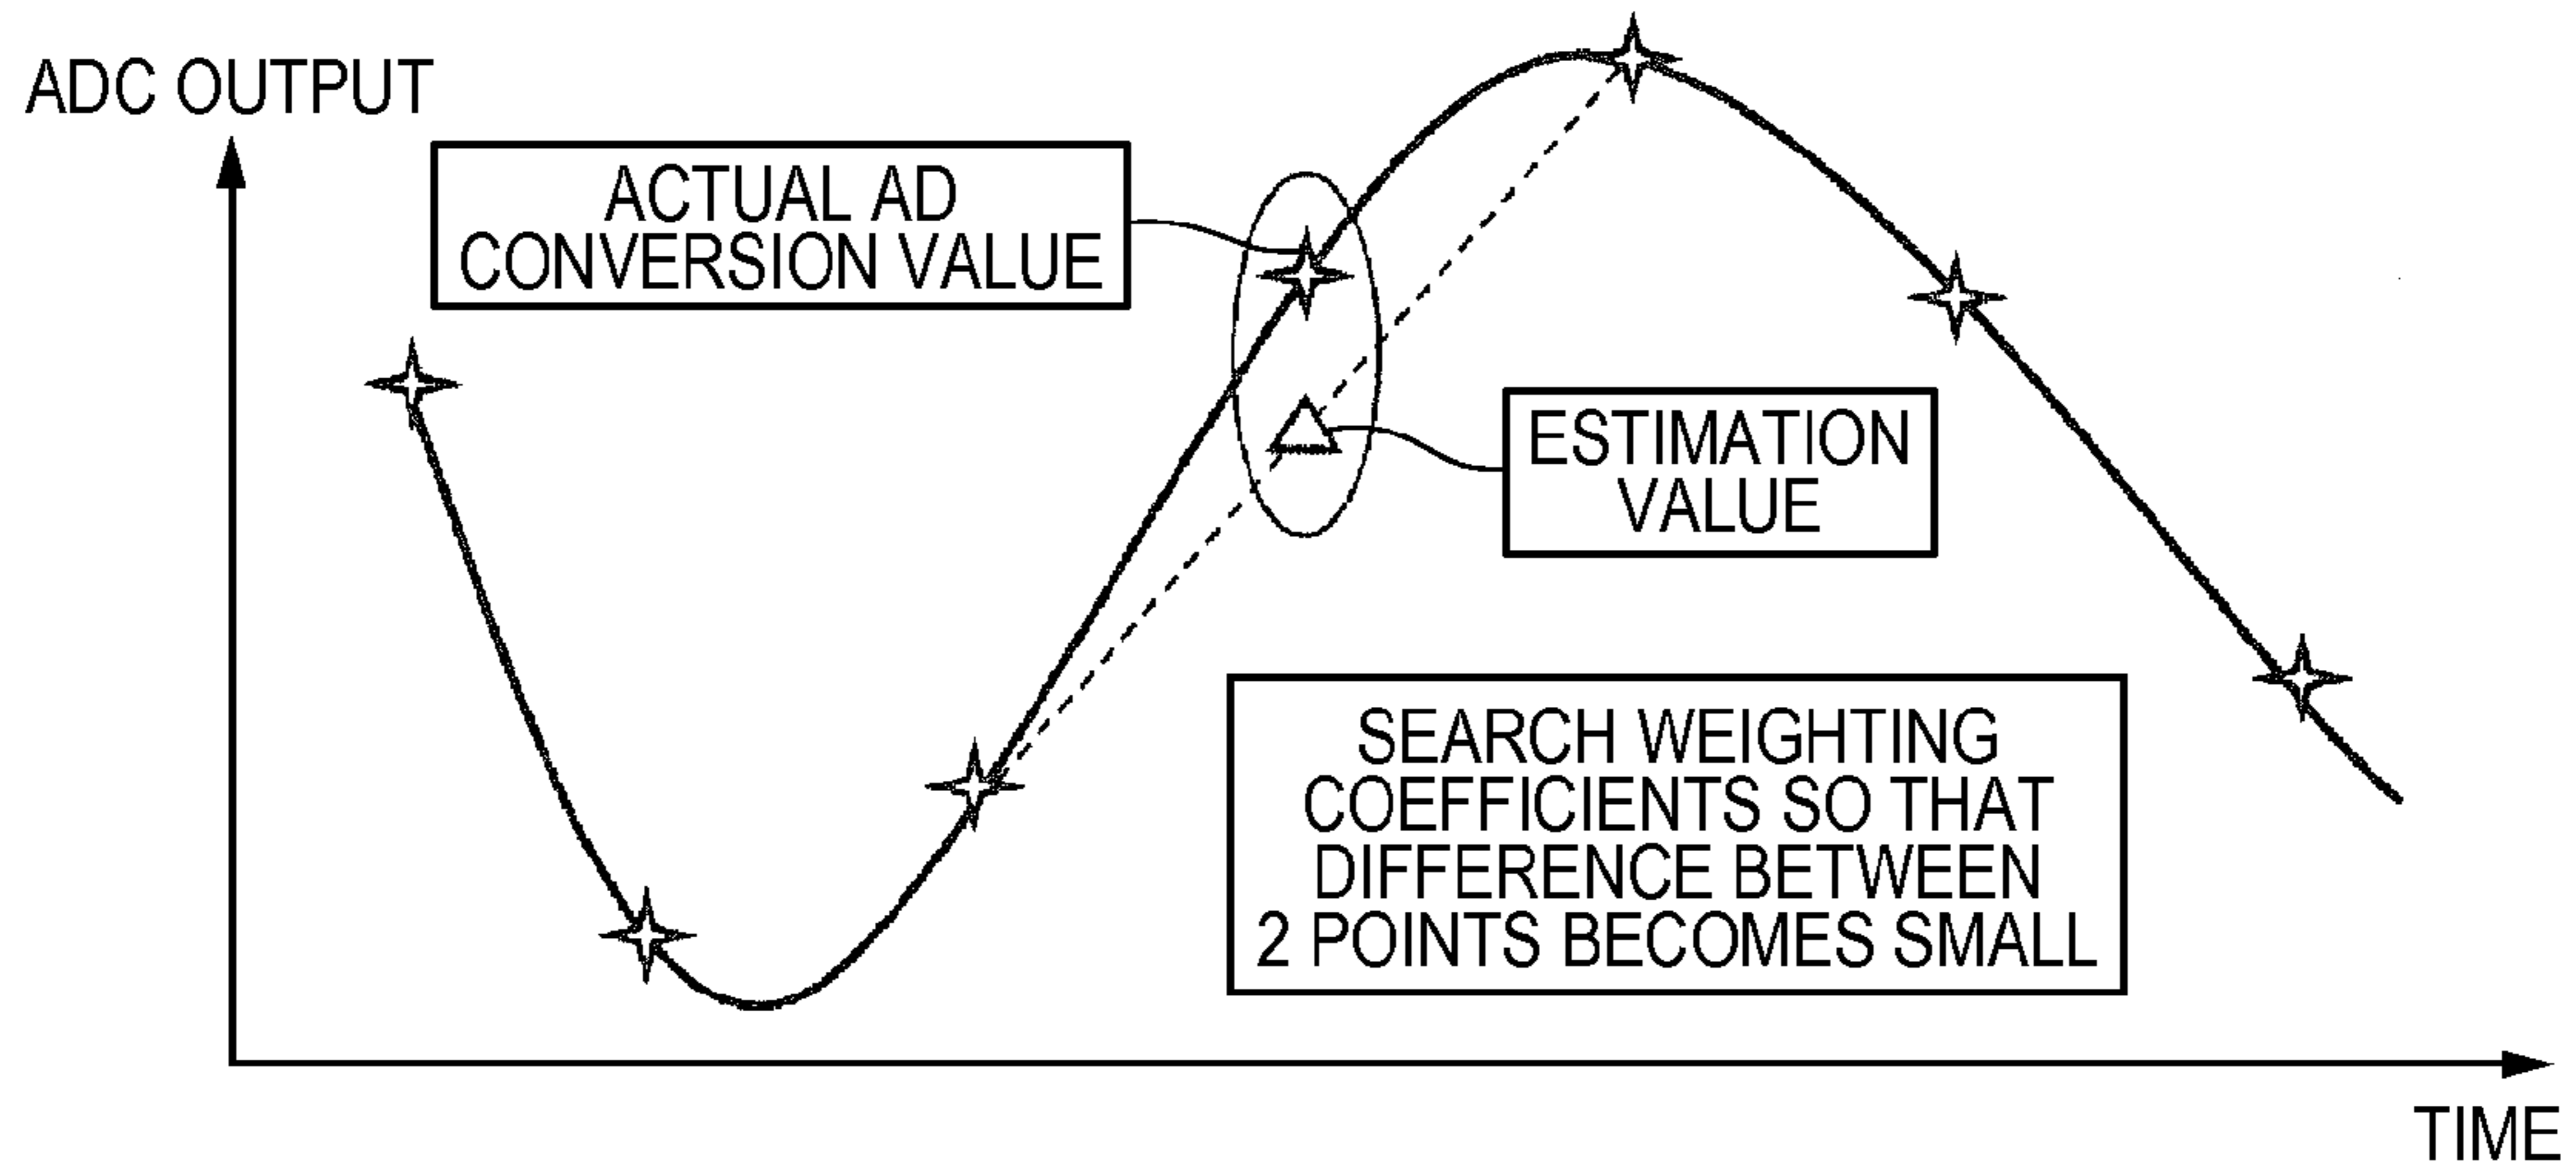 ADC OUTPUT
ACTUAL AD
CONVERSION VALUE
ESTIMATION
VALUE
SEARCH WEIGHTING
COEFFICIENTS SO THAT
DIFFERENCE BETWEEN
2 POINTS BECOMES SMALL
TIME